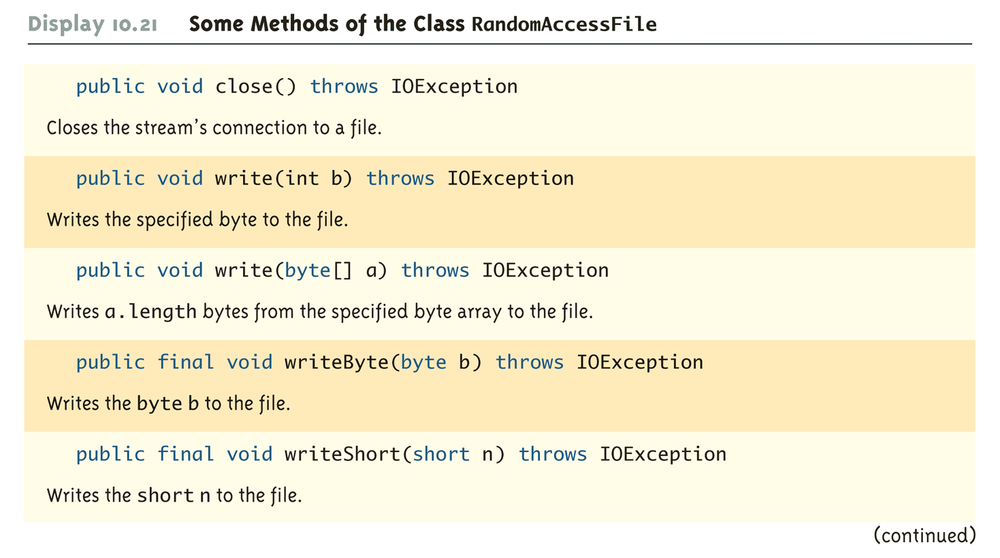 Display 10.21 Some Methods of the Class RandomAccessFile
public void close() throws IOException
Closes the stream’s connection to a file.
public void write(int b) throws IOException
Writes the specified byte to the file.
public void write(byte[] a) throws IOException
Writes a.length bytes from the specified byte array to the file.
public final void writeByte(byte b) throws IOException
Writes the byte b to the file.
public final void writeShort(short n) throws IOException
Writes the short n to the file.
(continued)